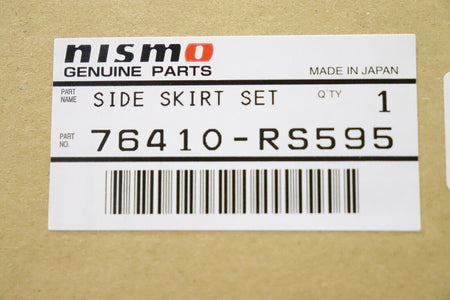 nismo
GENUINE PARTS MADE IN JAPAN
PART NAME SIDE SKIRT SET Q'TY 1
PART NO. 76410-RS595